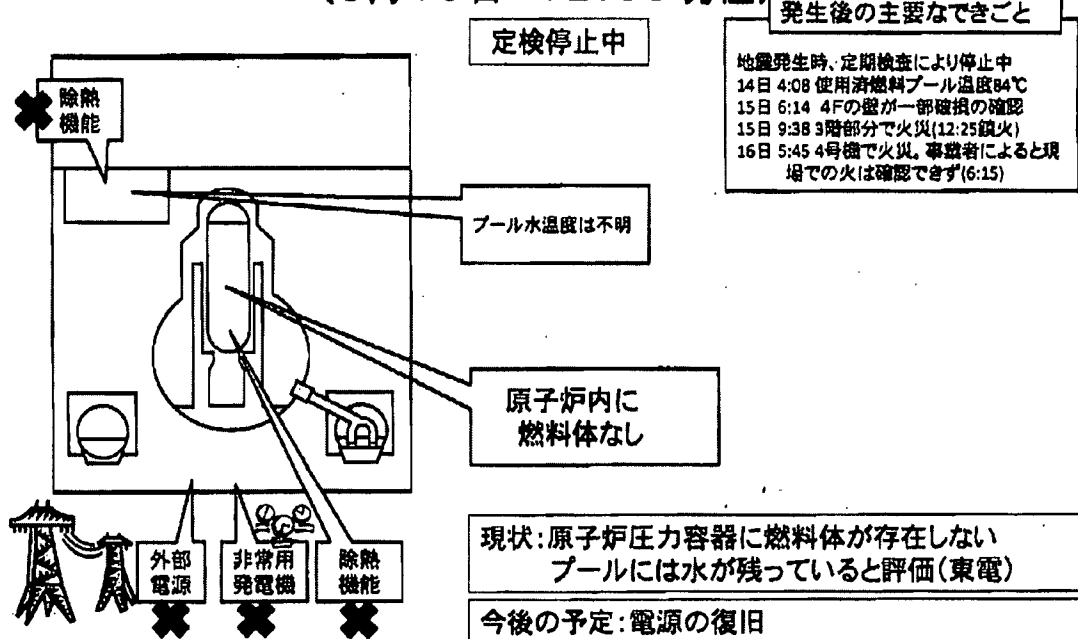 発生後の主要なできごと
定検停止中
地震発生時、定期検査により停止中
14日 4:08 使用済燃料プール温度84℃
15日 6:14 4Fの壁が一部破損の確認
15日 9:38 3階部分で火災(12:25鎮火)
16日 5:45 4号機で火災。事業者によると現
場での火は確認できず(6:15)
除熱
機能
プール水温度は不明
原子炉内に
燃料体なし
外部
電源
非常用
発電機
除熱
機能
現状:原子炉圧力容器に燃料体が存在しない
プールには水が残っていると評価(東電)
今後の予定:電源の復旧